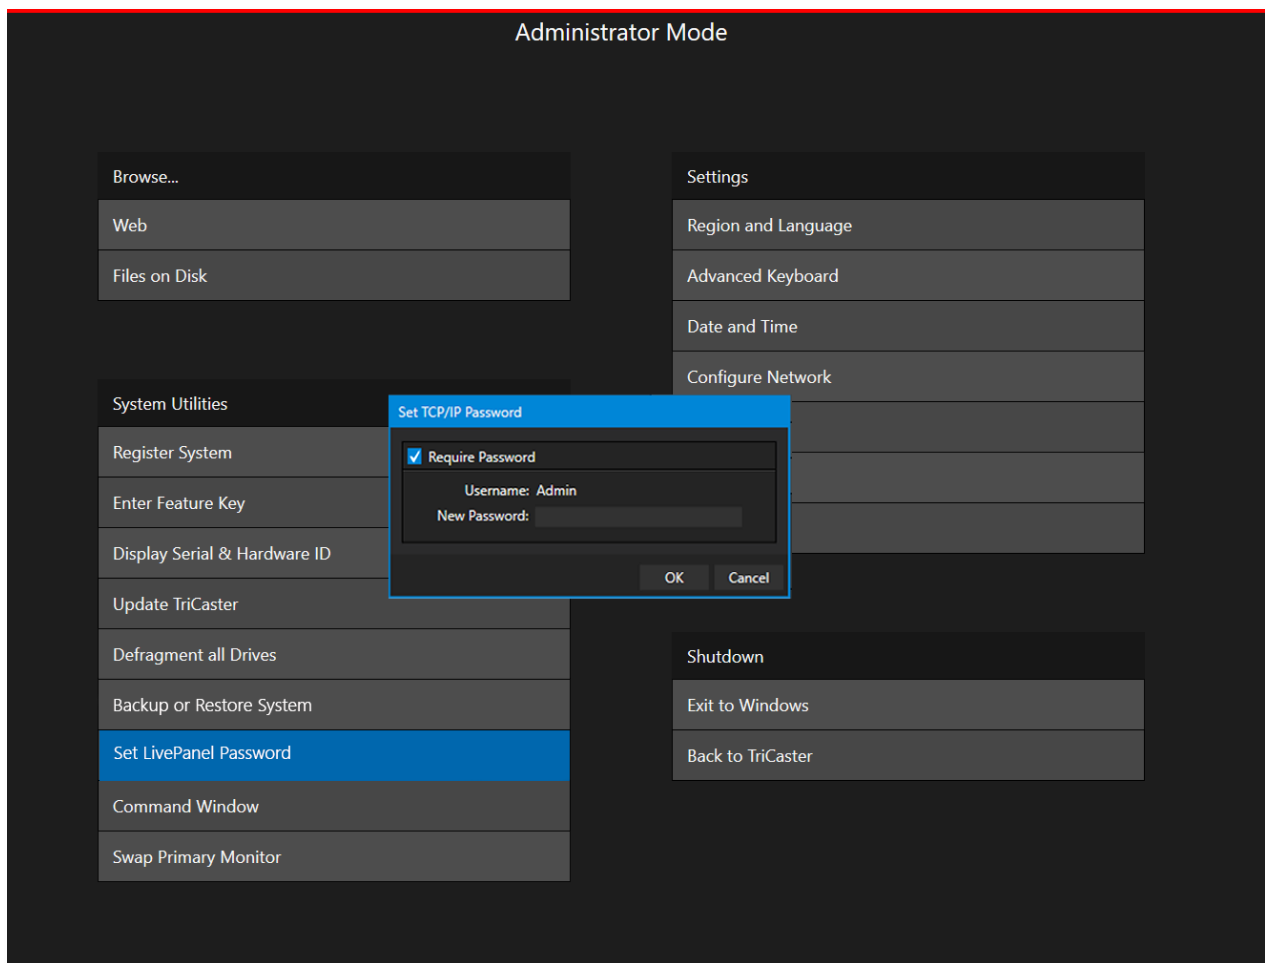 Administrator Mode
Browse...
Web
Files on Disk
System Utilities
Register System
Enter Feature Key
Display Serial & Hardware ID
Update TriCaster
Defragment all Drives
Backup or Restore System
Set LivePanel Password
Command Window
Swap Primary Monitor
Settings
Region and Language
Advanced Keyboard
Date and Time
Configure Network
Set TCP/IP Password
Require Password
Username: Admin
New Password:
OK Cancel
Shutdown
Exit to Windows
Back to TriCaster